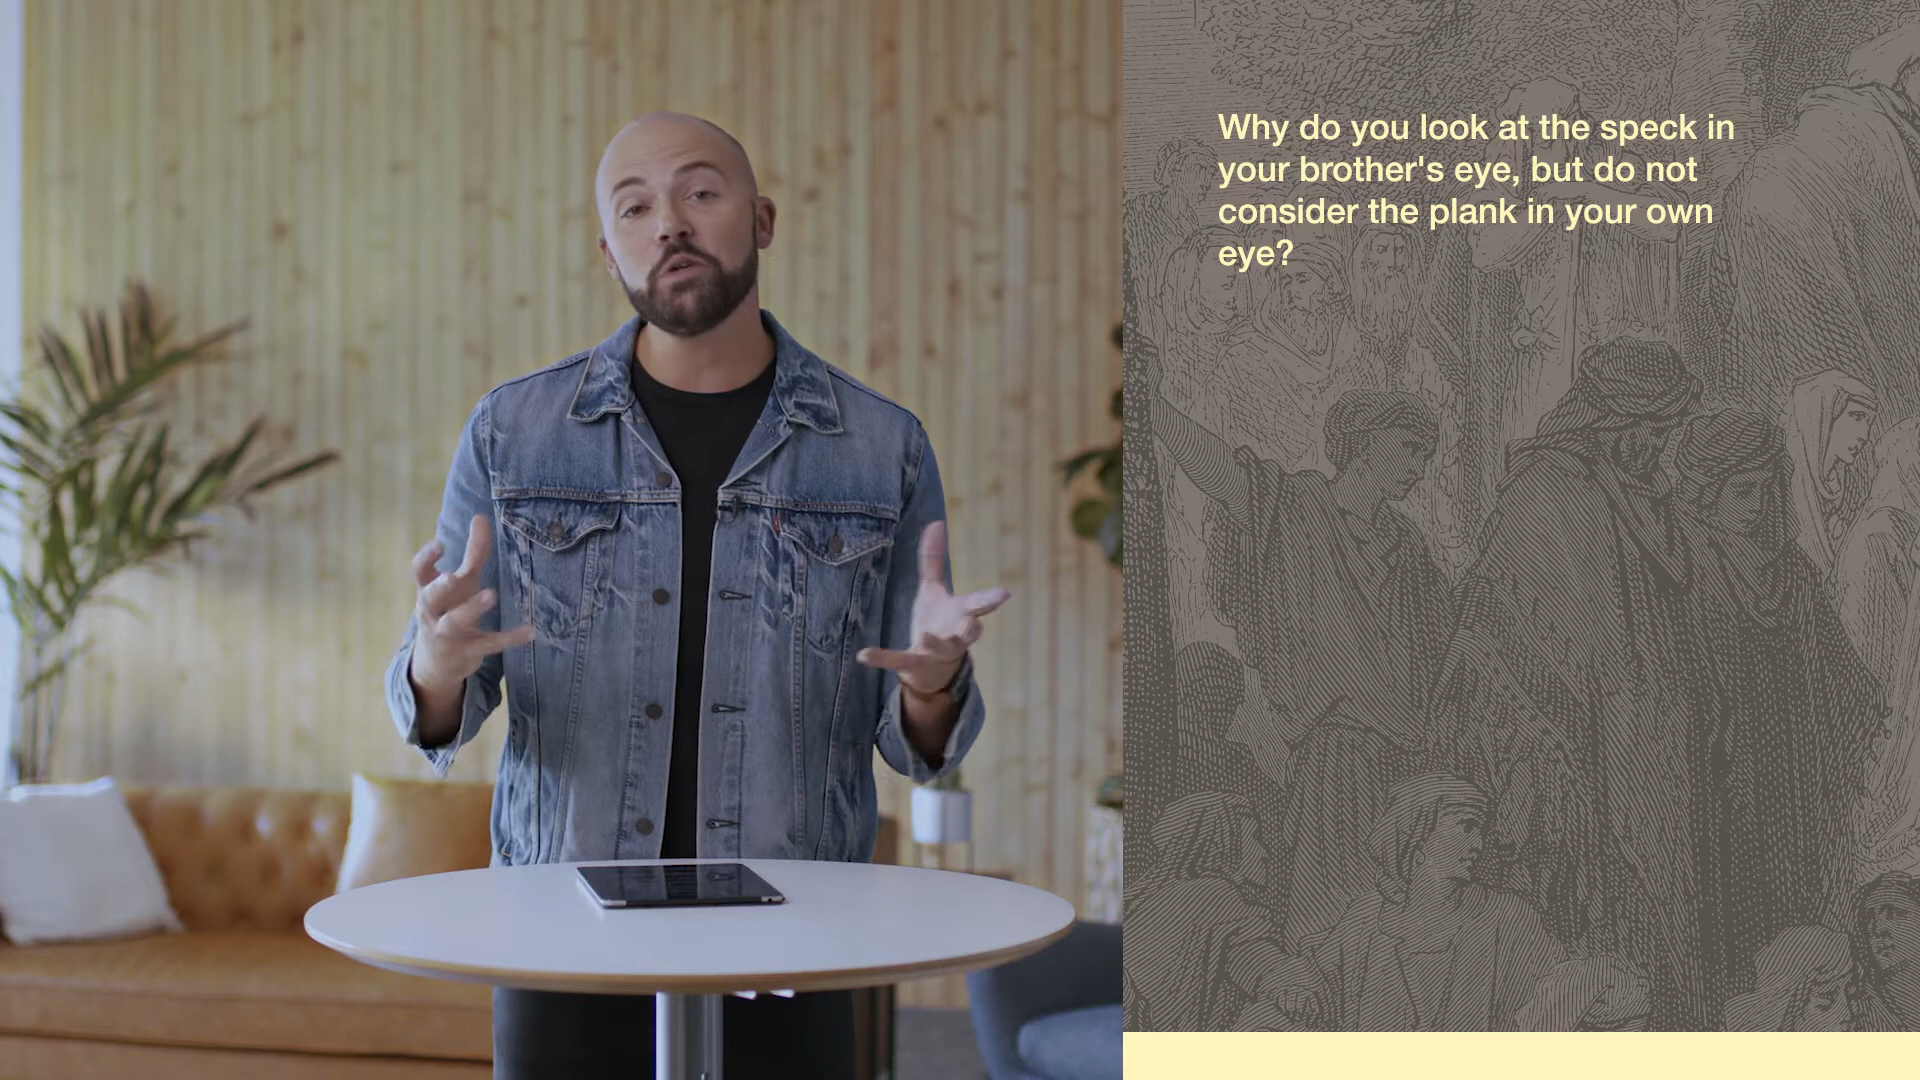 Why do you look at the speck in
your brother's eye, but do not
consider the plank in your own
eye?